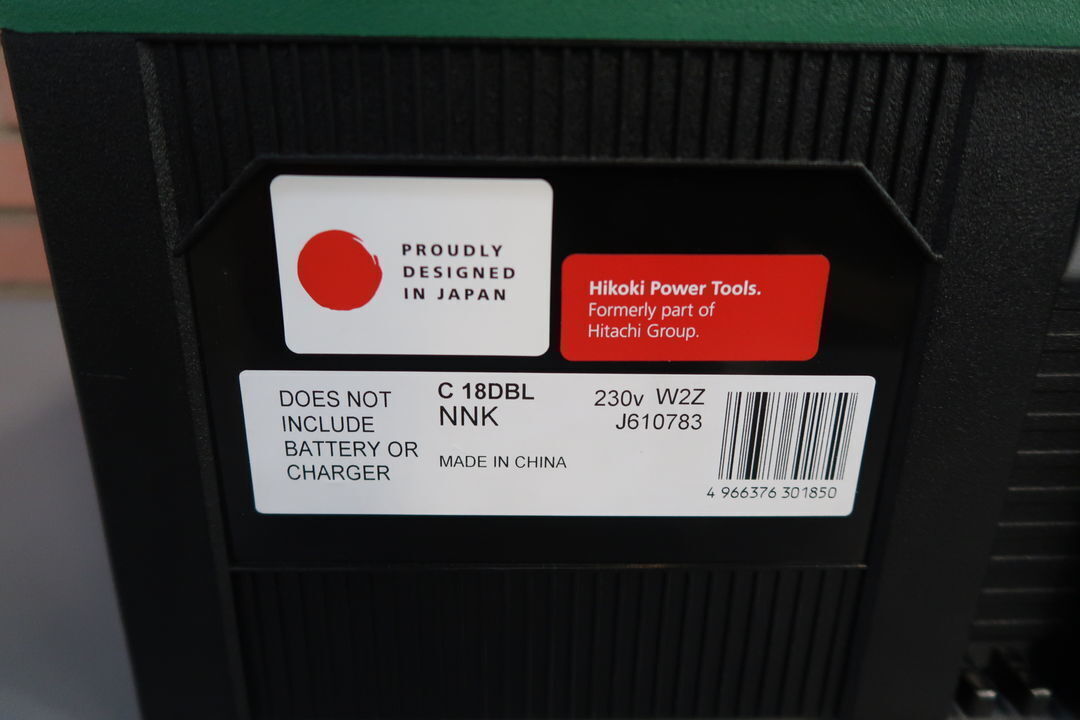 PROUDLY
DESIGNED
IN JAPAN
Hikoki Power Tools.
Formerly part of
Hitachi Group.
DOES NOT
INCLUDE
BATTERY OR
CHARGER
C 18DBL
NNK
MADE IN CHINA
230v W2Z
J610783
4 966376 301850